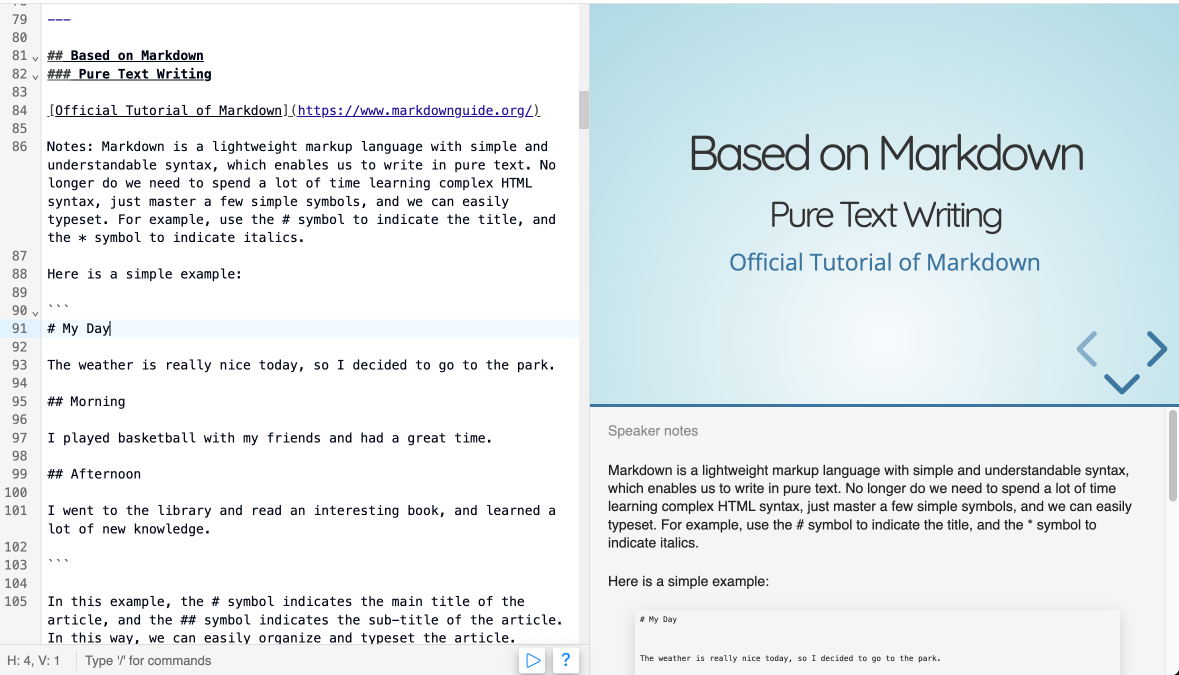 79 ---
80
81 ## Based on Markdown
82 ### Pure Text Writing
83
84 [Official Tutorial of Markdown](https://www.markdownguide.org/)
85
86 Notes: Markdown is a lightweight markup language with simple and
understandable syntax, which enables us to write in pure text. No
longer do we need to spend a lot of time learning complex HTML
syntax, just master a few simple symbols, and we can easily
typeset. For example, use the # symbol to indicate the title, and
the * symbol to indicate italics.
87
88 Here is a simple example:
89
90 ```
91 # My Day
92
93 The weather is really nice today, so I decided to go to the park.
94
95 ## Morning
96
97 I played basketball with my friends and had a great time.
98
99 ## Afternoon
100
101 I went to the library and read an interesting book, and learned a
lot of new knowledge.
102
103 ```
104
105 In this example, the # symbol indicates the main title of the
article, and the ## symbol indicates the sub-title of the article.
In this way, we can easily organize and typeset the article.
H: 4, V: 1
Type '/' for commands
?
Based on Markdown
Pure Text Writing
Official Tutorial of Markdown
Speaker notes
Markdown is a lightweight markup language with simple and understandable syntax,
which enables us to write in pure text. No longer do we need to spend a lot of time
learning complex HTML syntax, just master a few simple symbols, and we can easily
typeset. For example, use the # symbol to indicate the title, and the * symbol to
indicate italics.
Here is a simple example:
# My Day
The weather is really nice today, so I decided to go to the park.